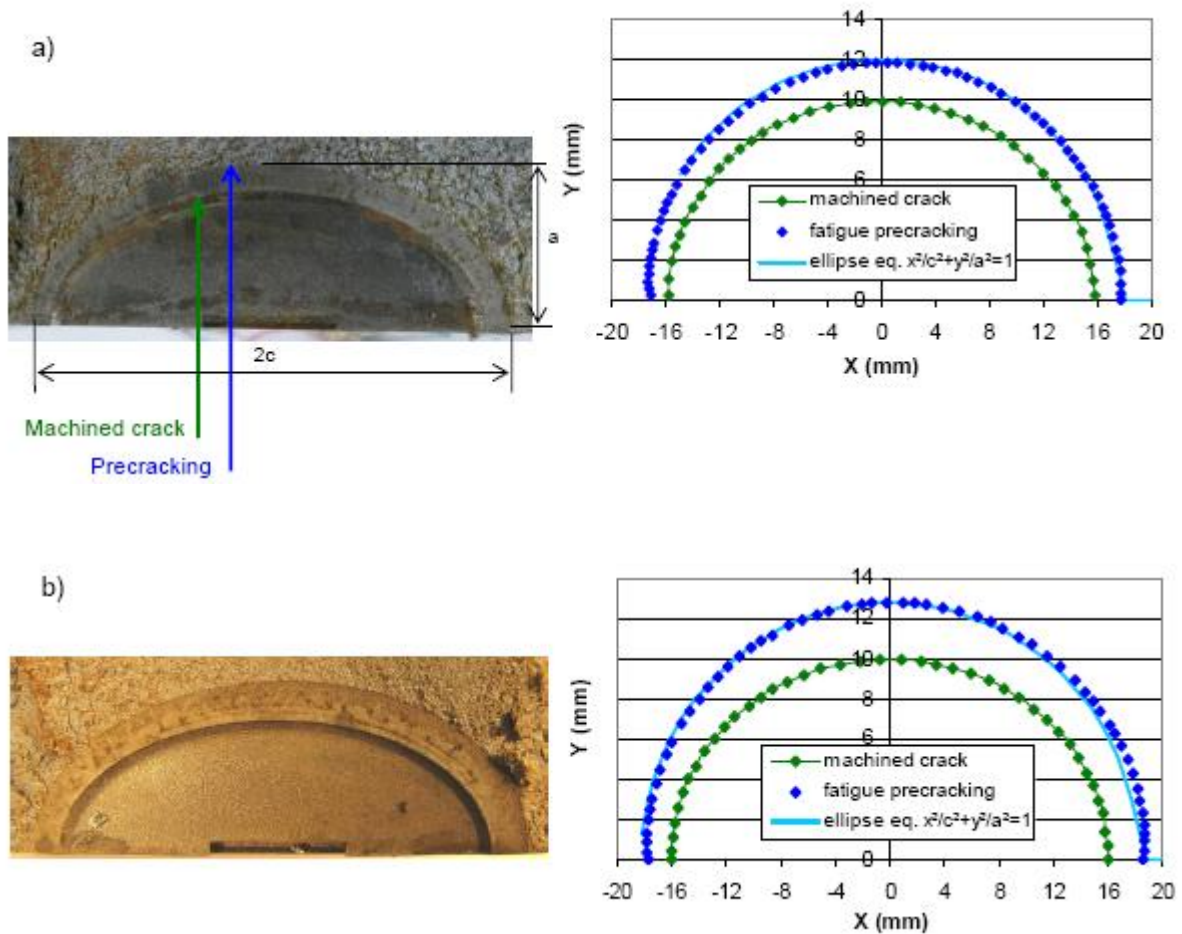 a)
a
2c
Machined crack
Precracking
14
12
10
8
6
4
2
0
Y (mm)
machined crack
fatigue precracking
ellipse eq. x²/c²+y²/a²=1
-20 -16 -12 -8 -4 0 4 8 12 16 20
X (mm)
b)
14
12
10
8
6
4
2
0
Y (mm)
machined crack
fatigue precracking
ellipse eq. x²/c²+y²/a²=1
-20 -16 -12 -8 -4 0 4 8 12 16 20
X (mm)